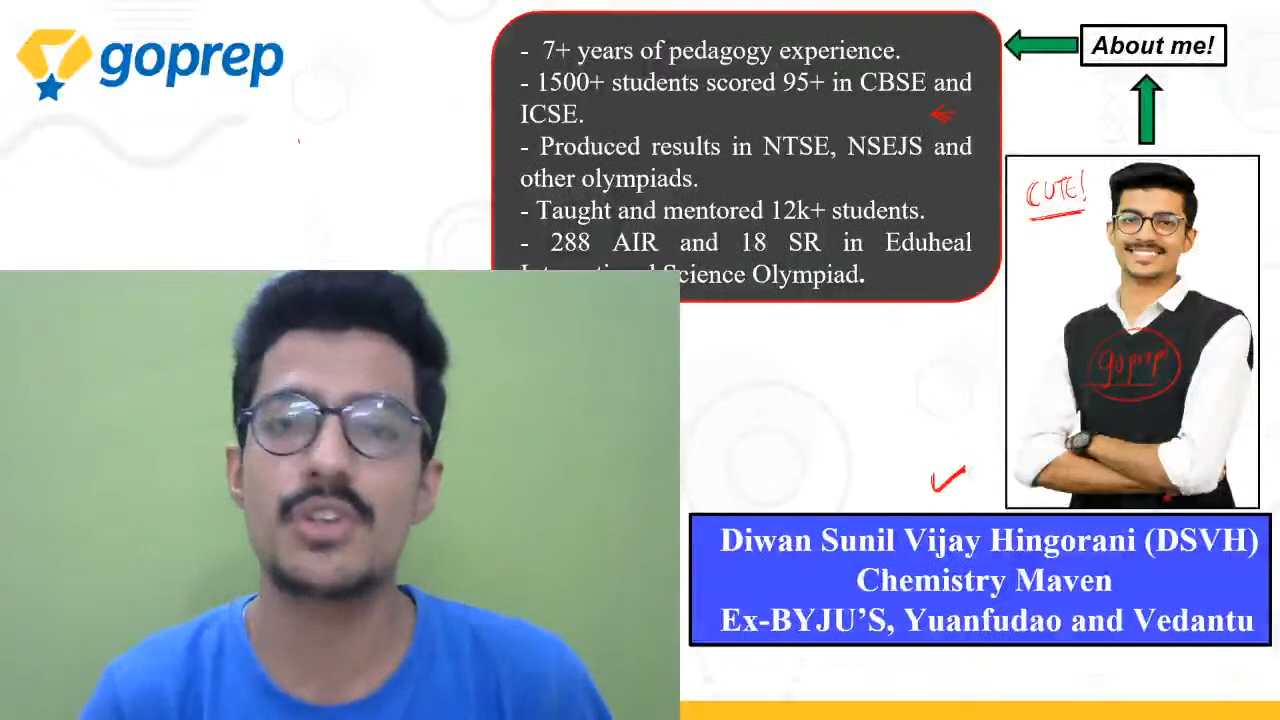 goprep
- 7+ years of pedagogy experience.
- 1500+ students scored 95+ in CBSE and
ICSE.
- Produced results in NTSE, NSEJS and
other olympiads.
- Taught and mentored 12k+ students.
- 288 AIR and 18 SR in Eduheal
Science Olympiad.
About me!
CUTE!
goprep
Diwan Sunil Vijay Hingorani (DSVH)
Chemistry Maven
Ex-BYJU'S, Yuanfudao and Vedantu